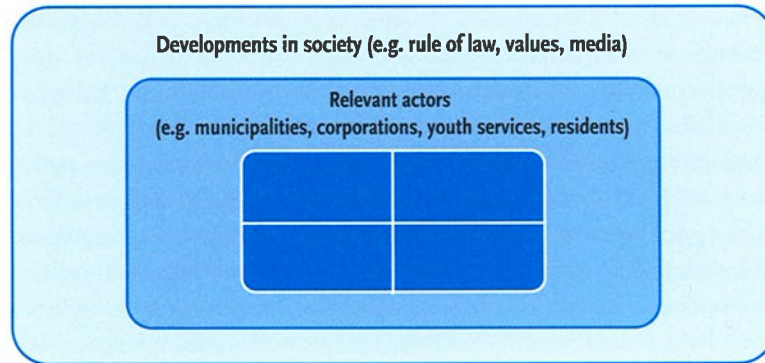 Developments in society (e.g. rule of law, values, media)
Relevant actors
(e.g. municipalities, corporations, youth services, residents)